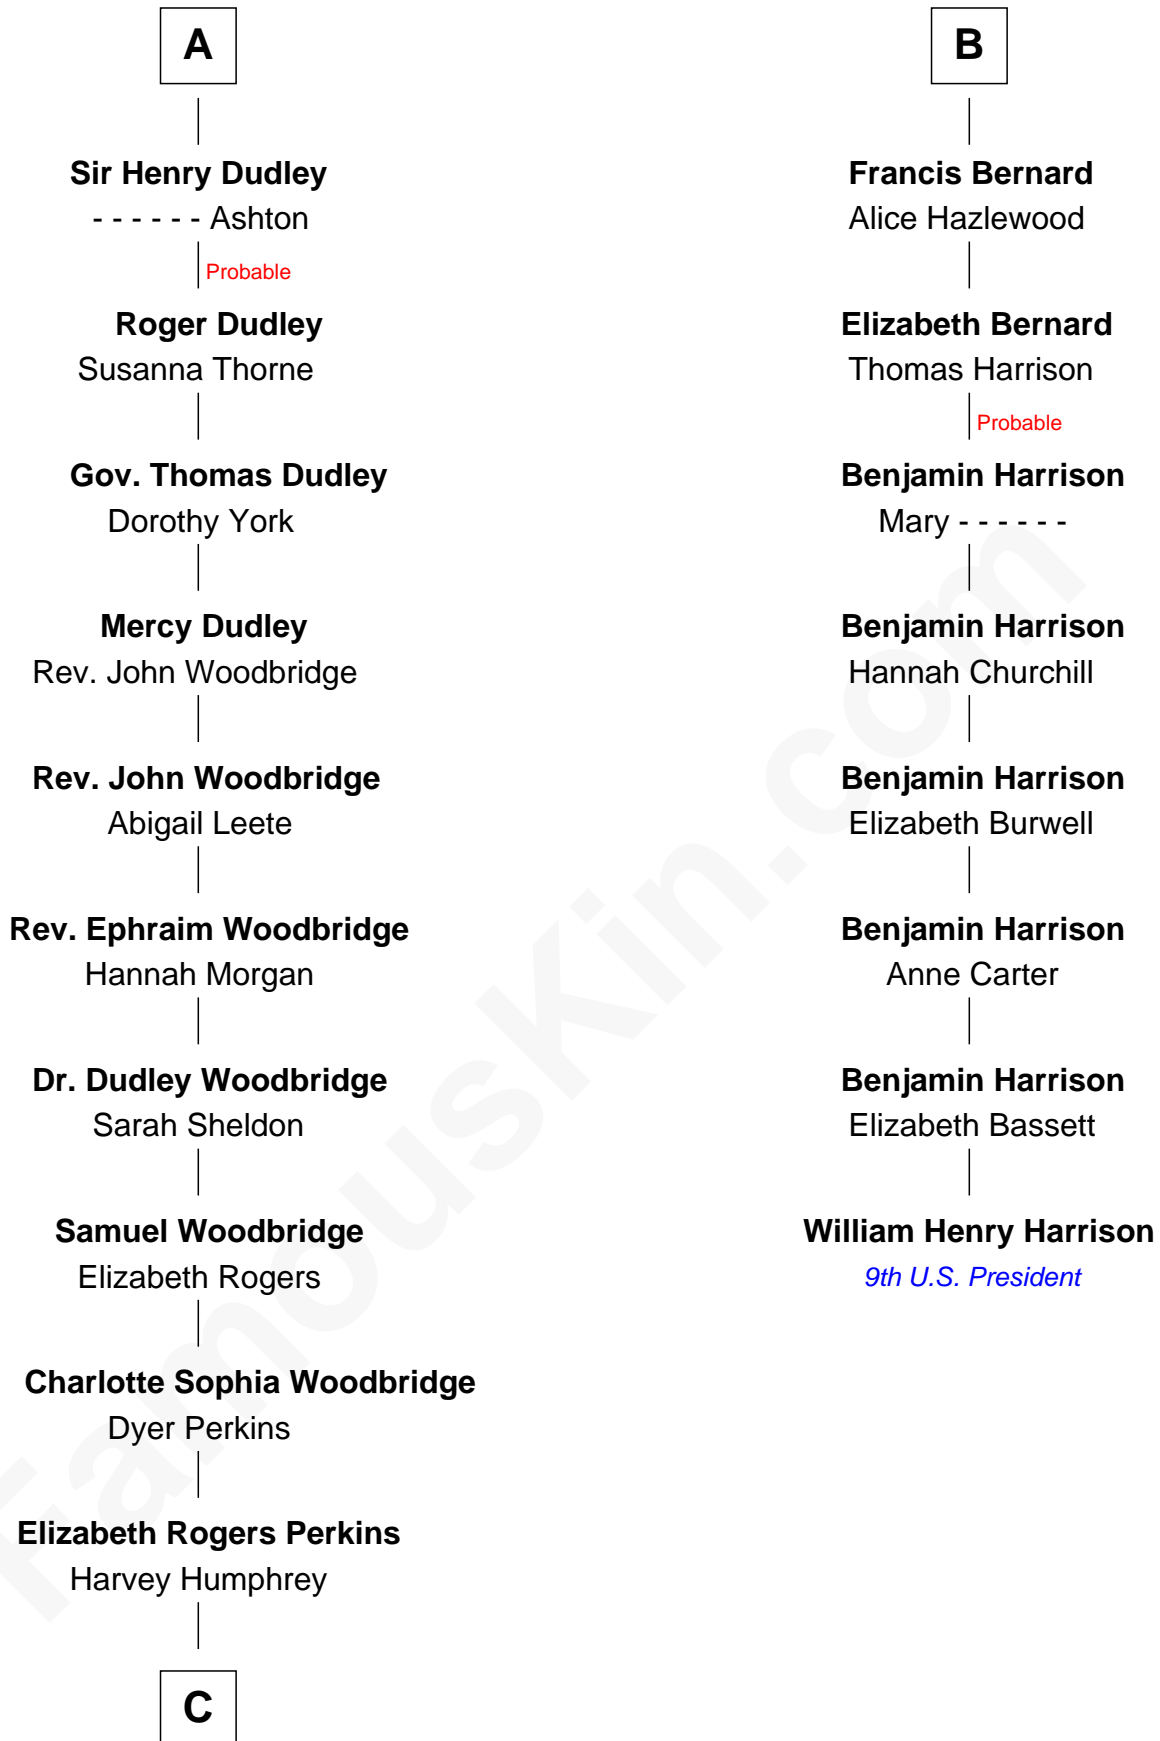 A
Sir Henry Dudley
- - - - - - Ashton
Probable
Roger Dudley
Susanna Thorne
Gov. Thomas Dudley
Dorothy York
Mercy Dudley
Rev. John Woodbridge
Rev. John Woodbridge
Abigail Leete
Rev. Ephraim Woodbridge
Hannah Morgan
Dr. Dudley Woodbridge
Sarah Sheldon
Samuel Woodbridge
Elizabeth Rogers
Charlotte Sophia Woodbridge
Dyer Perkins
Elizabeth Rogers Perkins
Harvey Humphrey
C
B
Francis Bernard
Alice Hazlewood
Elizabeth Bernard
Thomas Harrison
Probable
Benjamin Harrison
Mary - - - - - -
Benjamin Harrison
Hannah Churchill
Benjamin Harrison
Elizabeth Burwell
Benjamin Harrison
Anne Carter
Benjamin Harrison
Elizabeth Bassett
William Henry Harrison
9th U.S. President
FamousKin.com